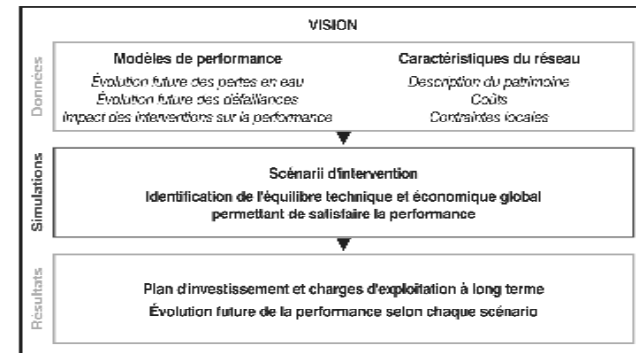 VISION
Données
Modèles de performance
Évolution future des pertes en eau
Évolution future des défaillances
Impact des interventions sur la performance
Caractéristiques du réseau
Description du patrimoine
Coûts
Contraintes locales
Simulations
Scénarii d'intervention
Identification de l'équilibre technique et économique global
permettant de satisfaire la performance
Résultats
Plan d'investissement et charges d'exploitation à long terme
Évolution future de la performance selon chaque scénario